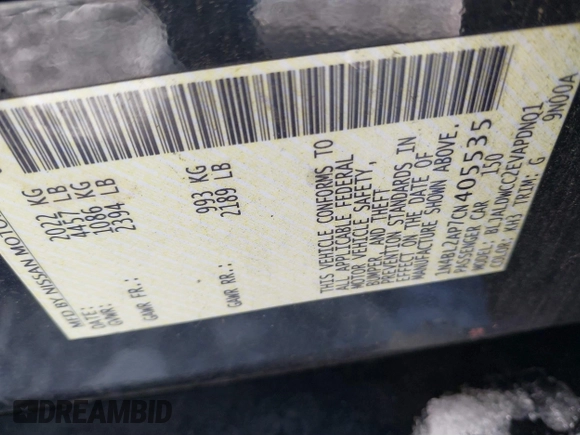 MFD BY NISSAN MOTOR
DATE:
GVWR: 2022 KG
4457 LB
GAWR FR: 1086 KG
2394 LB
GAWR RR: 993 KG
2189 LB
THIS VEHICLE CONFORMS TO
ALL APPLICABLE FEDERAL
MOTOR VEHICLE SAFETY,
BUMPER, AND THEFT
PREVENTION STANDARDS IN
EFFECT ON THE DATE OF
MANUFACTURE SHOWN ABOVE.
1N4BL2AP7CN405535
PASSENGER CAR 150
MODEL: BLJALDWCC2EVAPDNQ1
COLOR: KH3 TRIM: G 9N00A
DREAMBID